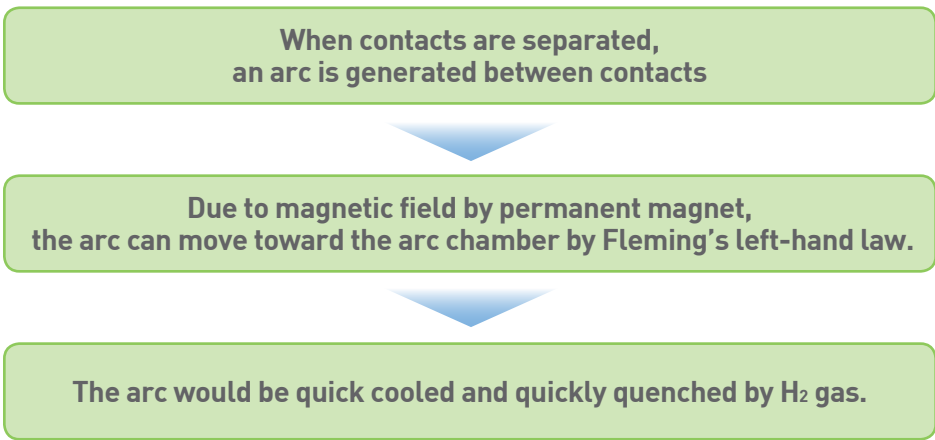 When contacts are separated,
an arc is generated between contacts
Due to magnetic field by permanent magnet,
the arc can move toward the arc chamber by Fleming’s left-hand law.
The arc would be quick cooled and quickly quenched by H₂ gas.